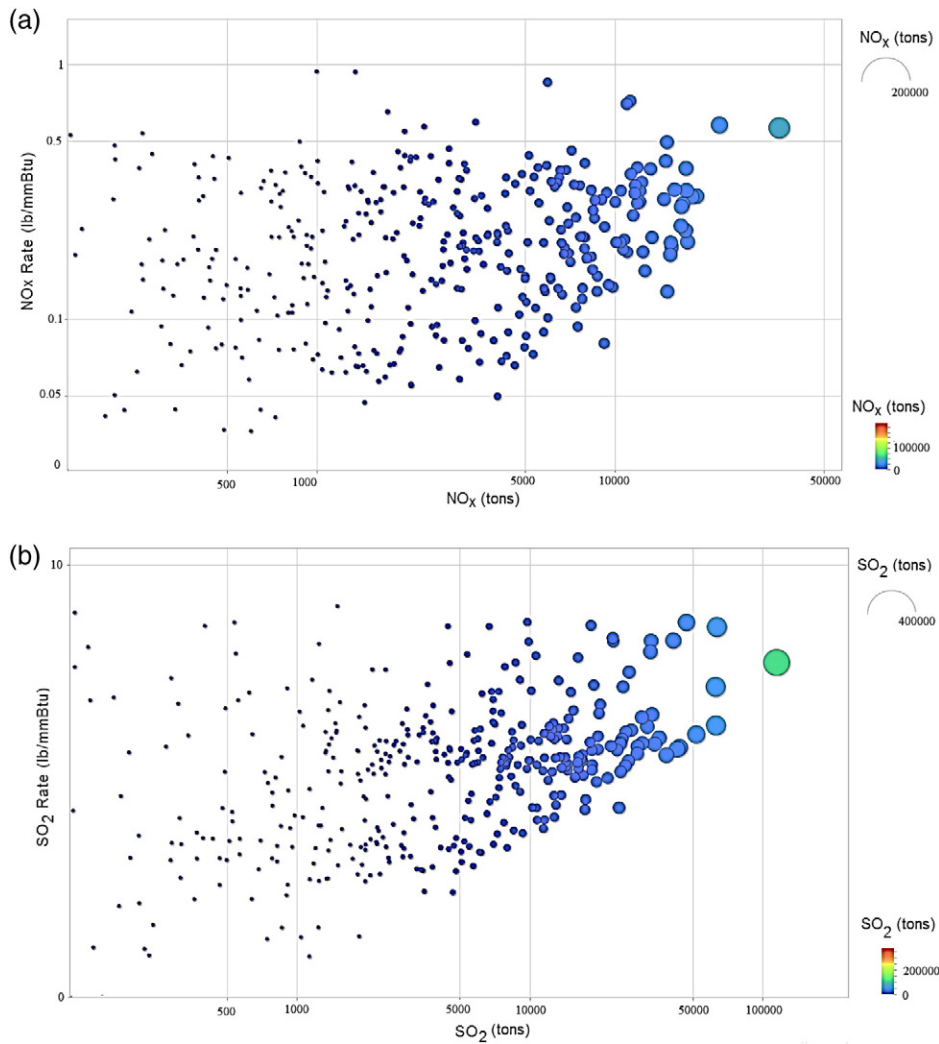 (a)
NOx (tons)
200000
1
0.5
NOx Rate (lb/mmBtu)
0.1
0.05
0
500
1000
5000
10000
50000
NOx (tons)
NOx (tons)
100000
0
(b)
SO2 (tons)
400000
10
SO2 Rate (lb/mmBtu)
0
500
1000
5000
10000
50000
100000
SO2 (tons)
SO2 (tons)
200000
0